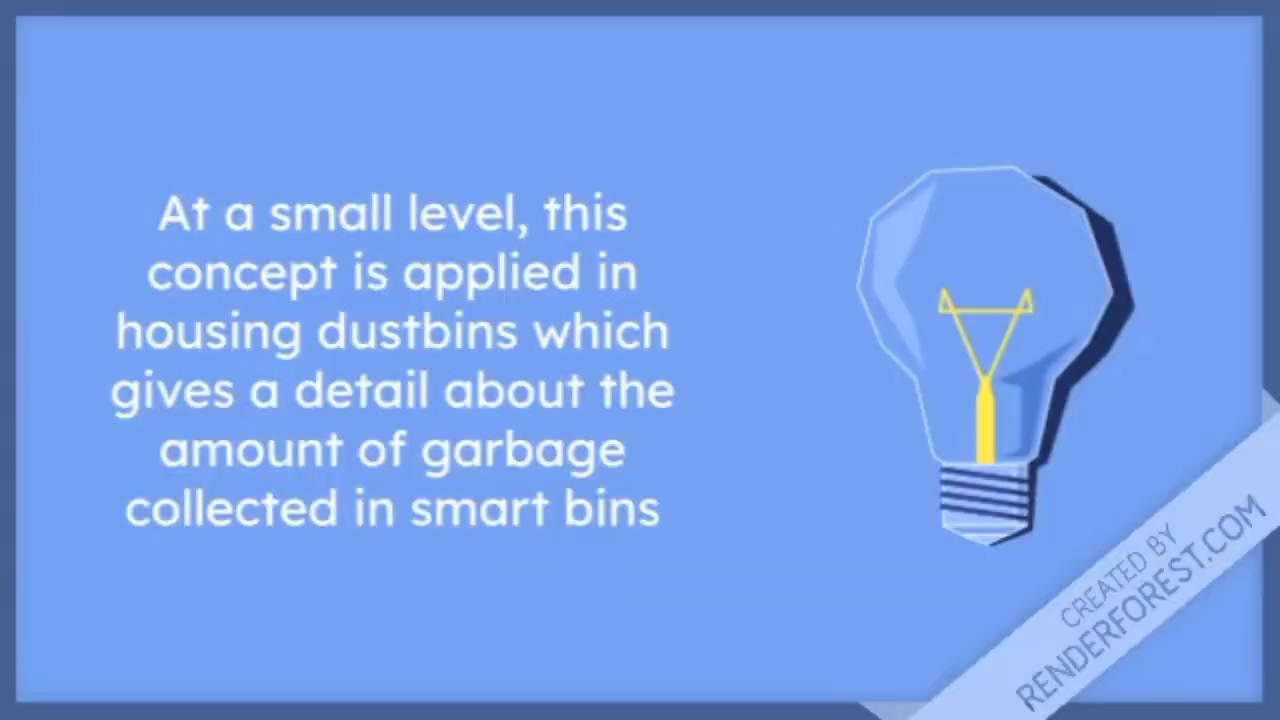 At a small level, this
concept is applied in
housing dustbins which
gives a detail about the
amount of garbage
collected in smart bins
CREATED BY
RENDERFOREST.COM